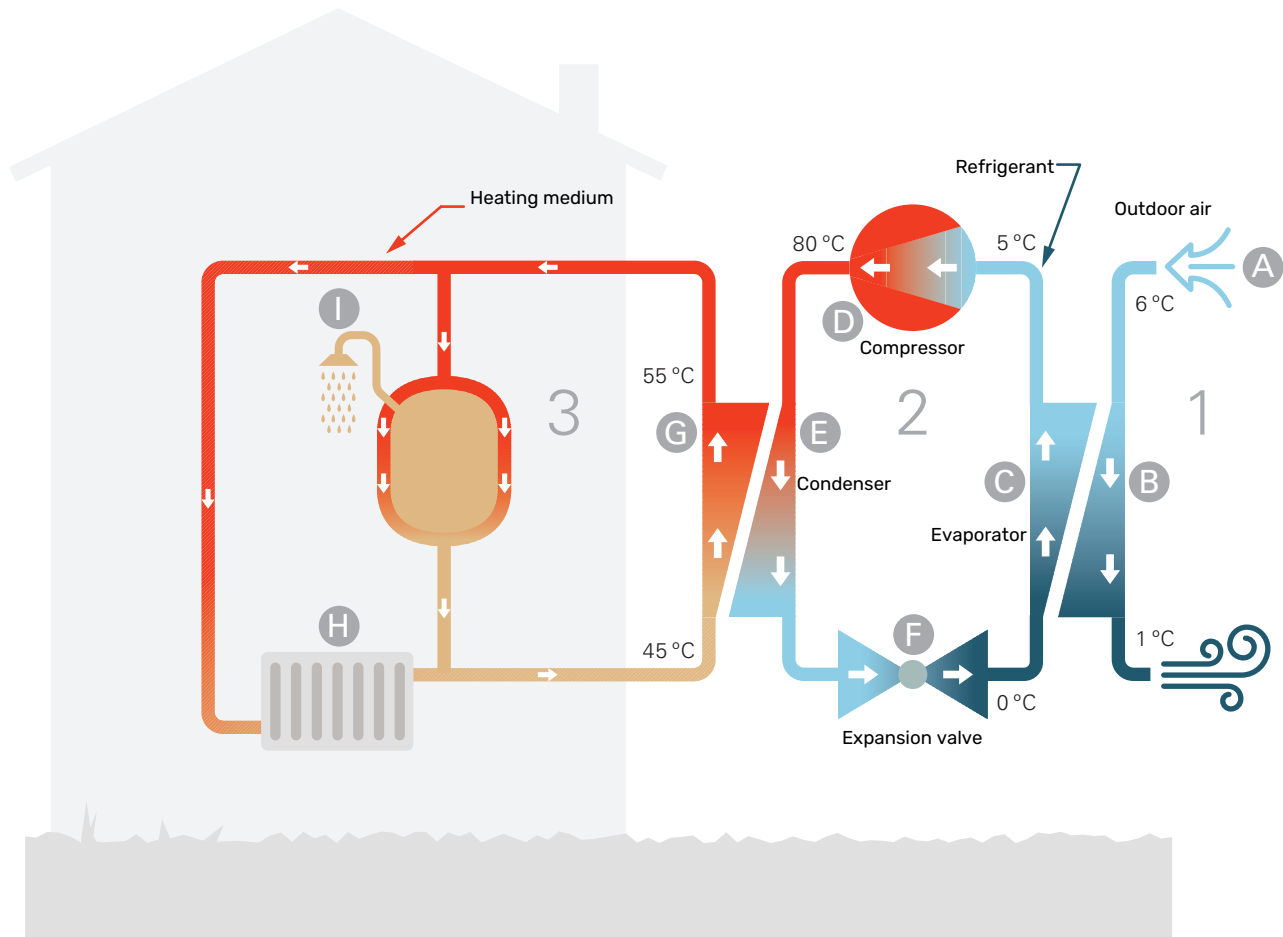 Refrigerant
Heating medium
Outdoor air
80 °C
5 °C
A
6 °C
I
D
Compressor
55 °C
3
2
1
G
E
Condenser
C
B
Evaporator
H
F
45 °C
1 °C
0 °C
Expansion valve